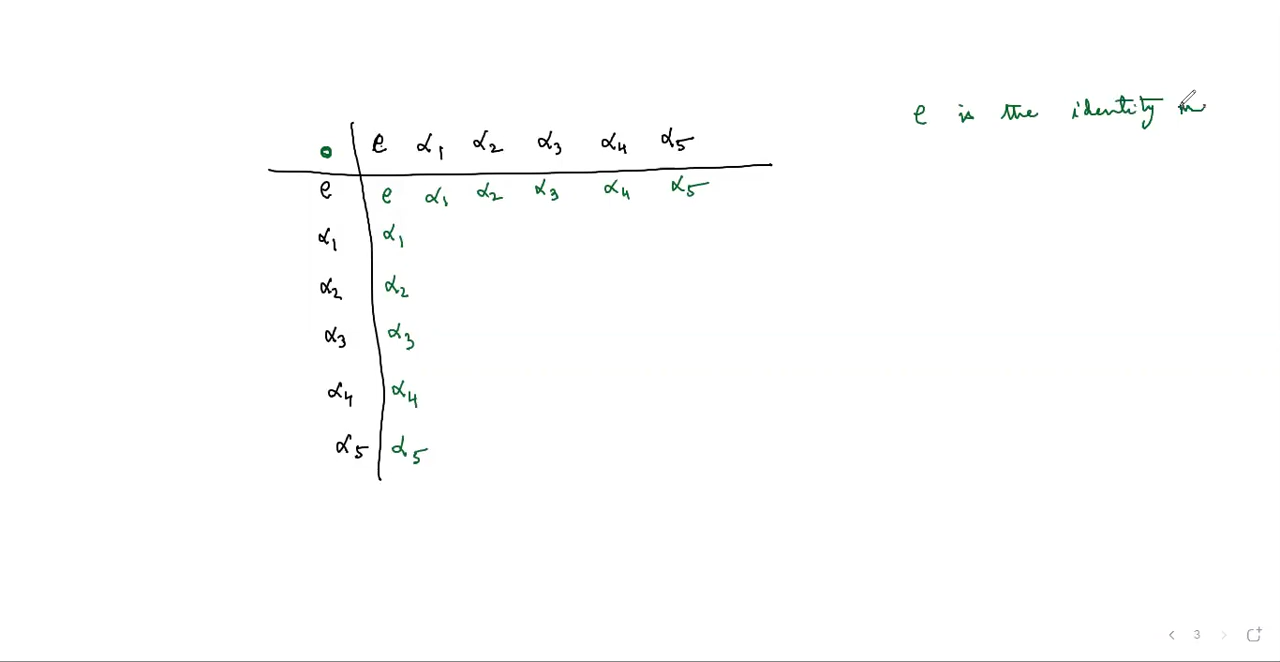 e is the identity in
o e α1 α2 α3 α4 α5
e e α1 α2 α3 α4 α5
α1 α1
α2 α2
α3 α3
α4 α4
α5 α5
3